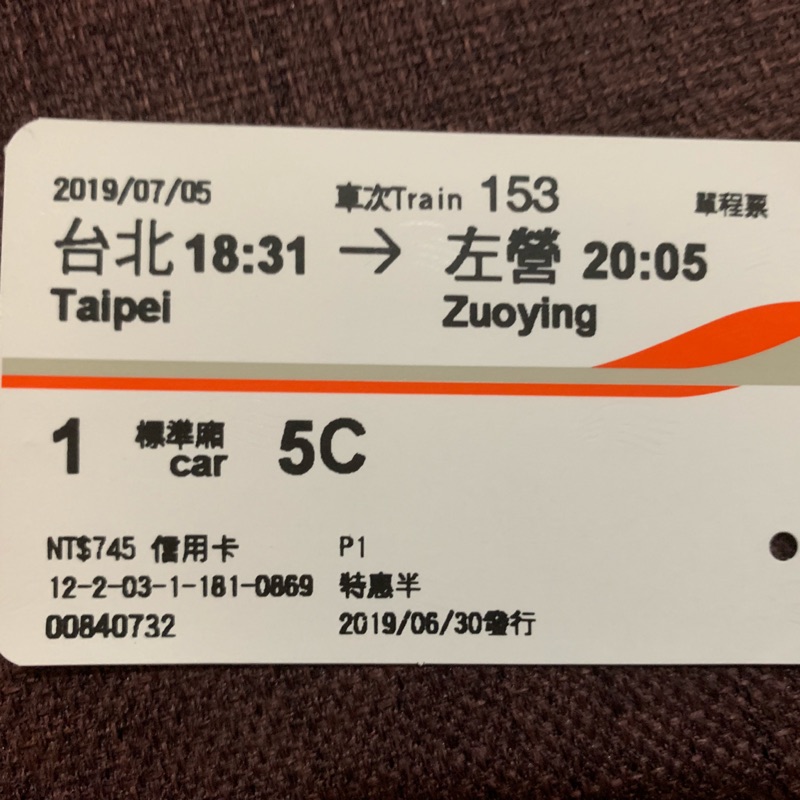 2019/07/05 車次Train 153 單程票
台北 18:31 → 左營 20:05
Taipei Zuoying
1 標準廂 car 5C
NT$745 信用卡 P1
12-2-03-1-181-0869 特惠半
00840732 2019/06/30發行